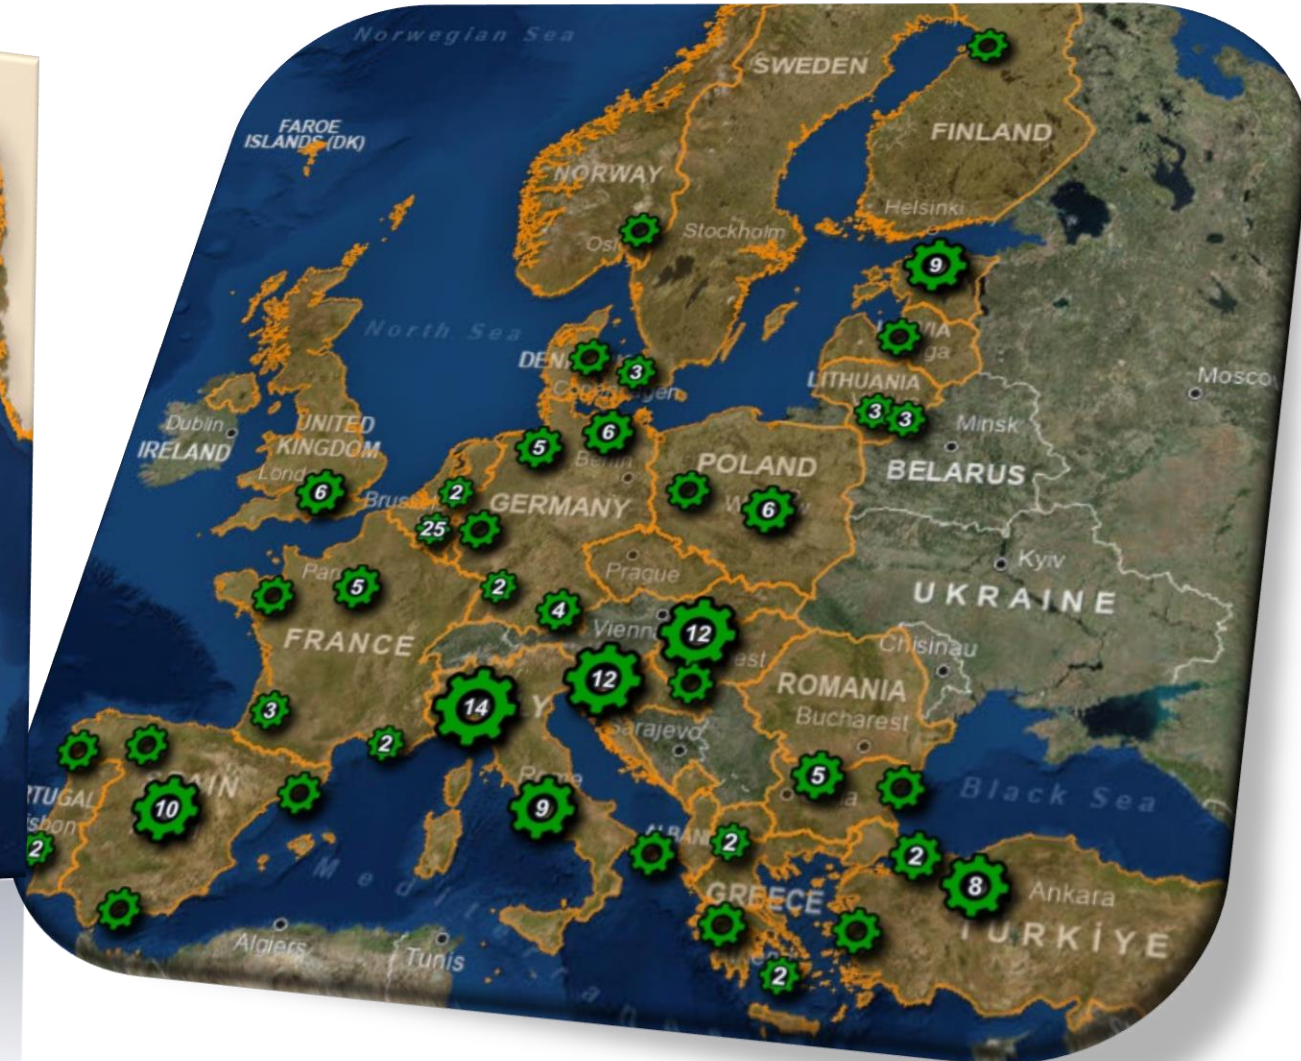 Norwegian Sea
SWEDEN
FAROE
ISLANDS (DK)
FINLAND
NORWAY
Helsinki
Stockholm
9
North Sea
3
LITHUANIA
Moscow
3
3
Dublin
IRELAND
UNITED
KINGDOM
Minsk
5
6
BELARUS
POLAND
6
2
GERMANY
6
25
Kyiv
Prague
5
2
UKRAINE
4
Vienna
12
FRANCE
Chisinau
12
ROMANIA
14
Bucharest
3
Sarajevo
2
5
Black Sea
10
9
2
2
2
8
Ankara
GREECE
TÜRKİYE
Algiers
Tunis
2